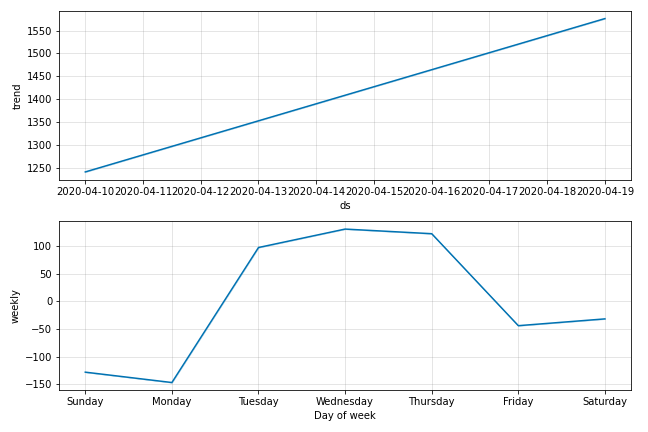 1550
1500
1450
1400
1350
1300
1250
trend
2020-04-10 2020-04-11 2020-04-12 2020-04-13 2020-04-14 2020-04-15 2020-04-16 2020-04-17 2020-04-18 2020-04-19
ds
100
50
0
−50
−100
−150
weekly
Sunday Monday Tuesday Wednesday Thursday Friday Saturday
Day of week